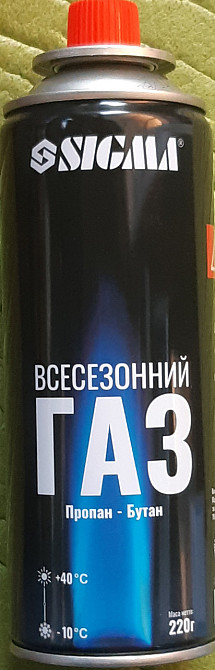 SIGMA®
ВСЕСЕЗОННИЙ
ГАЗ
Пропан - Бутан
+40°C
Маса нетто:
-10°C
220г